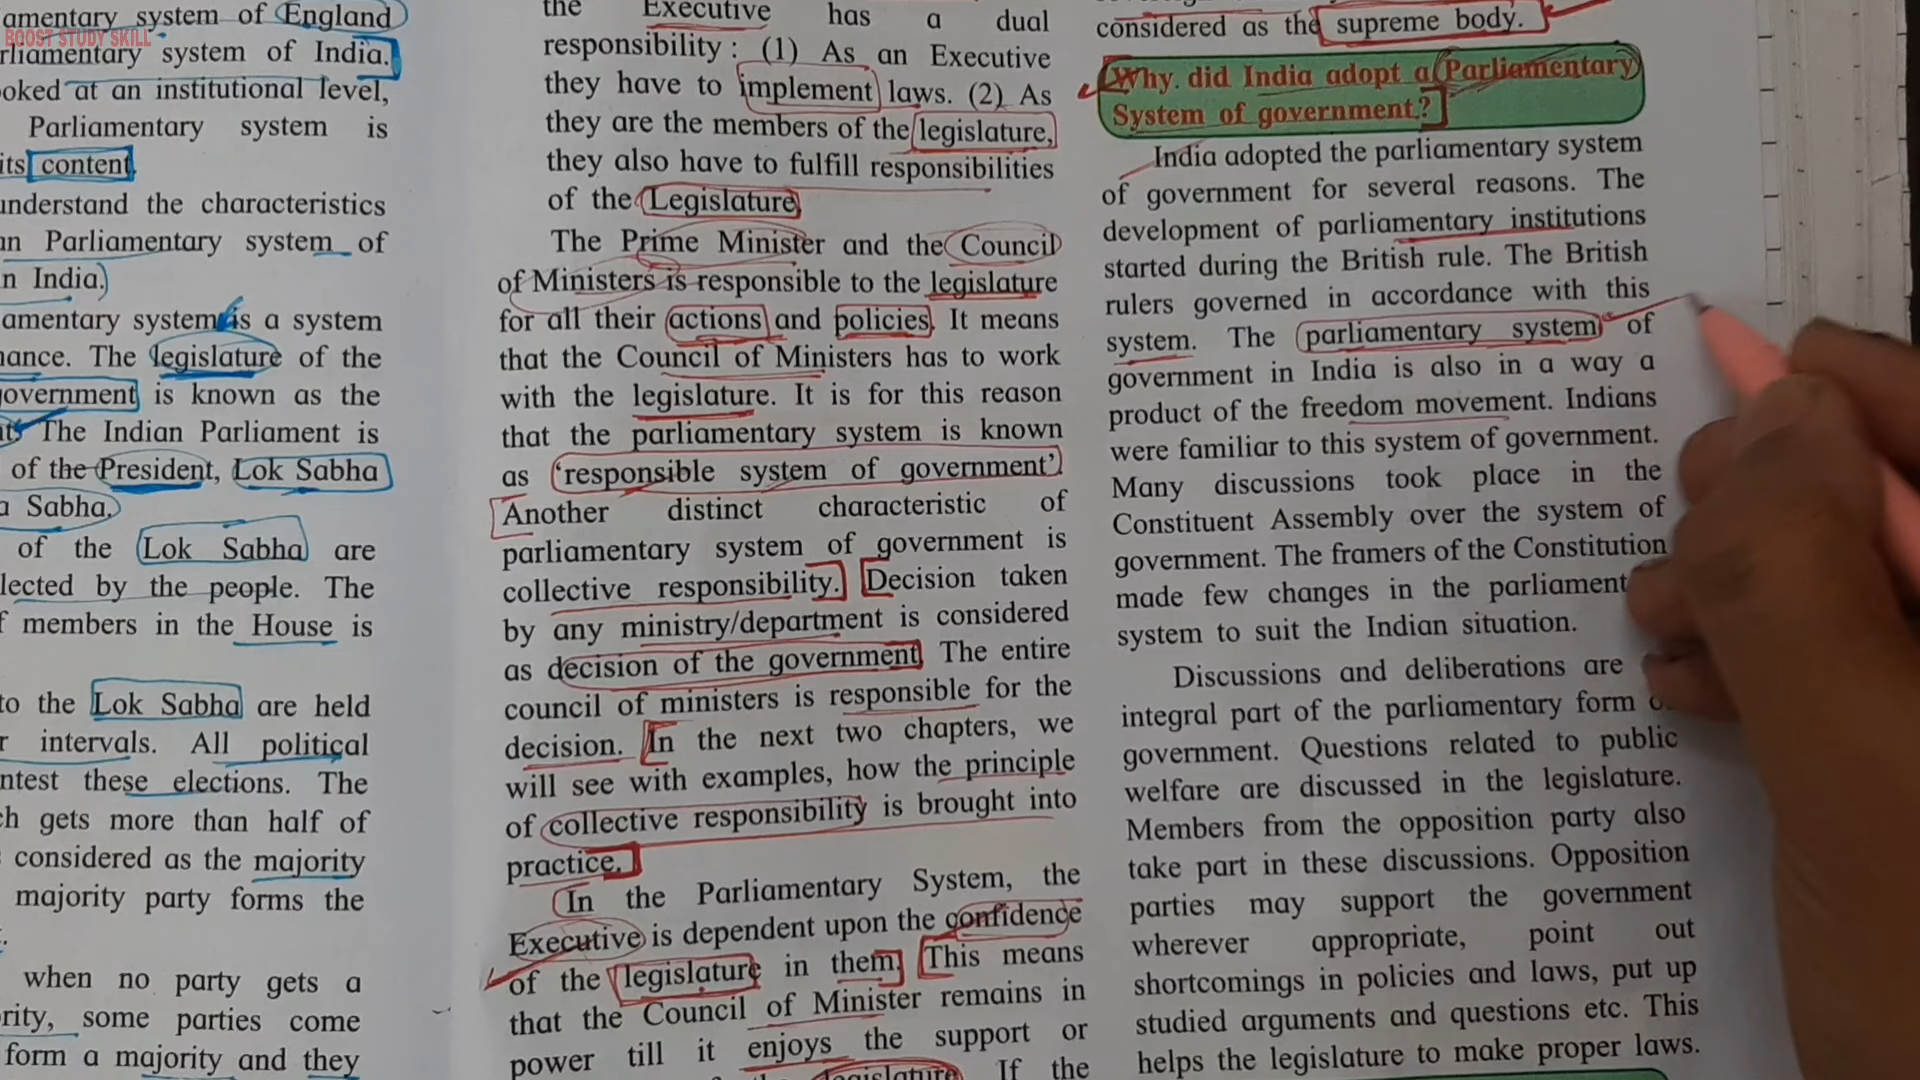 BOOST STUDY SKILL
amentary system of England
rliamentary system of India.
ooked at an institutional level,
Parliamentary system is
its content
understand the characteristics
an Parliamentary system of
n India.
amentary system is a system
nance. The legislature of the
government is known as the
The Indian Parliament is
of the President, Lok Sabha
a Sabha.
of the Lok Sabha are
lected by the people. The
f members in the House is
to the Lok Sabha are held
r intervals. All political
ntest these elections. The
ch gets more than half of
considered as the majority
majority party forms the
when no party gets a
rity, some parties come
form a majority and they
the Executive has a dual
responsibility : (1) As an Executive
they have to implement laws. (2) As
they are the members of the legislature,
they also have to fulfill responsibilities
of the Legislature
The Prime Minister and the Council
of Ministers is responsible to the legislature
for all their actions and policies. It means
that the Council of Ministers has to work
with the legislature. It is for this reason
that the parliamentary system is known
as ‘responsible system of government’
Another distinct characteristic of
parliamentary system of government is
collective responsibility. Decision taken
by any ministry/department is considered
as decision of the government The entire
council of ministers is responsible for the
decision. In the next two chapters, we
will see with examples, how the principle
of collective responsibility is brought into
practice.
In the Parliamentary System, the
Executive is dependent upon the confidence
of the legislature in them. This means
that the Council of Minister remains in
power till it enjoys the support or
legislature If the
considered as the supreme body.
Why did India adopt a Parliamentary
System of government ?
India adopted the parliamentary system
of government for several reasons. The
development of parliamentary institutions
started during the British rule. The British
rulers governed in accordance with this
system. The parliamentary system of
government in India is also in a way a
product of the freedom movement. Indians
were familiar to this system of government.
Many discussions took place in the
Constituent Assembly over the system of
government. The framers of the Constitution
made few changes in the parliament
system to suit the Indian situation.
Discussions and deliberations are
integral part of the parliamentary form
government. Questions related to public
welfare are discussed in the legislature.
Members from the opposition party also
take part in these discussions. Opposition
parties may support the government
wherever appropriate, point out
shortcomings in policies and laws, put up
studied arguments and questions etc. This
helps the legislature to make proper laws.